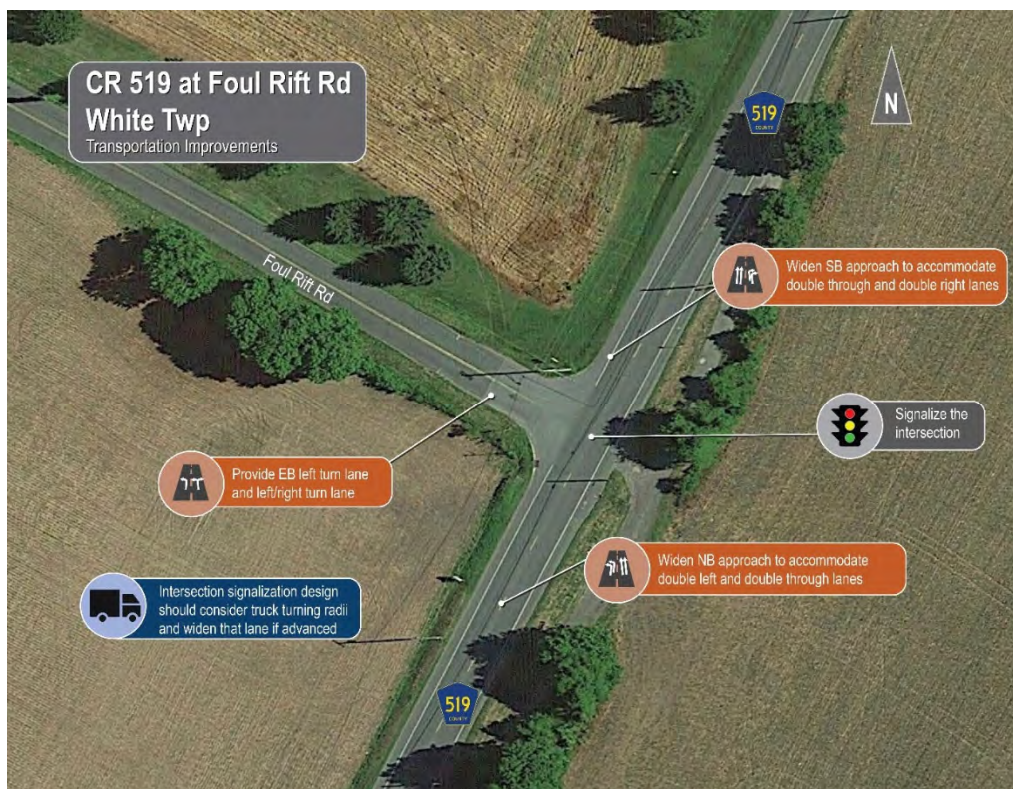 CR 519 at Foul Rift Rd
White Twp
Transportation Improvements
519
COUNTY
N
Foul Rift Rd
Widen SB approach to accommodate
double through and double right lanes
Signalize the
intersection
Provide EB left turn lane
and left/right turn lane
Widen NB approach to accommodate
double left and double through lanes
Intersection signalization design
should consider truck turning radii
and widen that lane if advanced
519
COUNTY